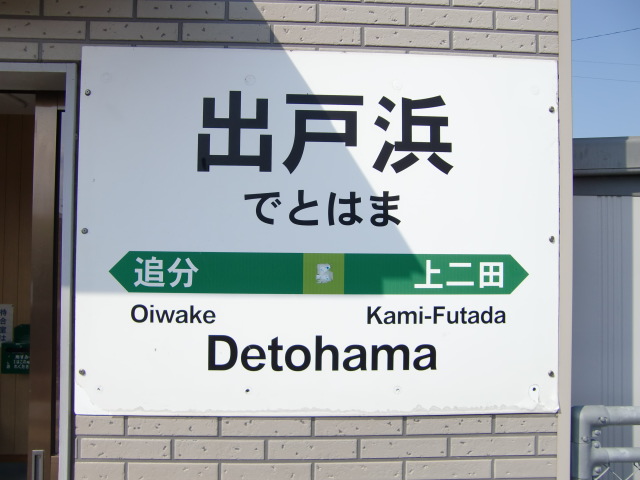 出戸浜
でとはま
追分 上二田
Oiwake Kami-Futada
Detohama